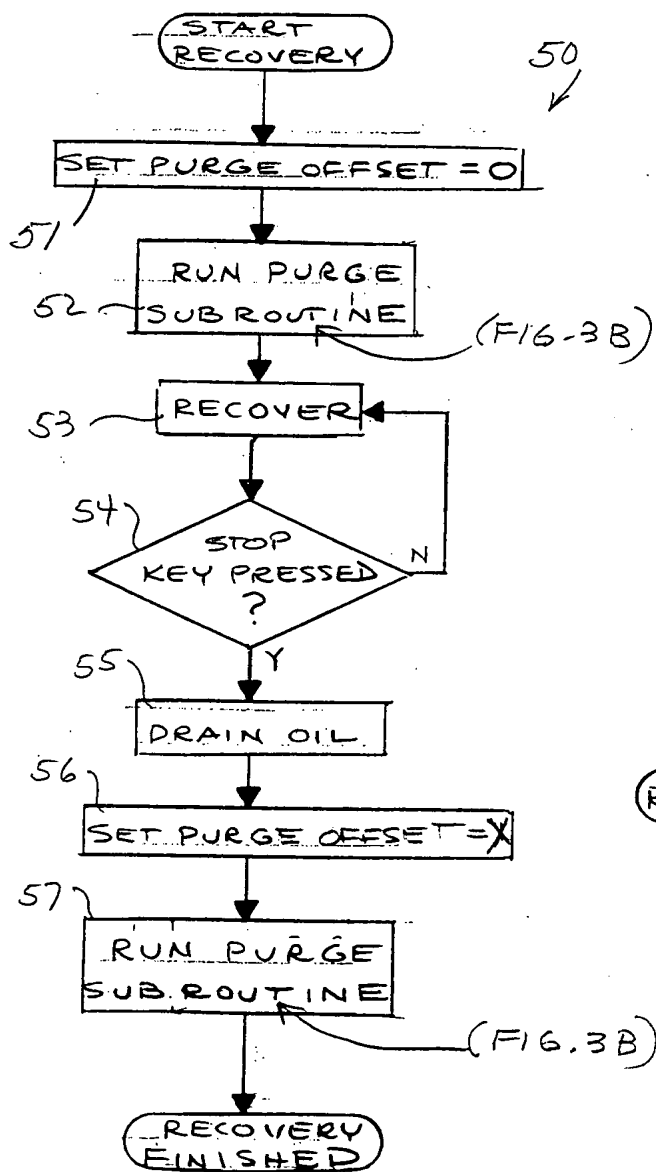 START
RECOVERY
50
SET PURGE OFFSET = 0
51
RUN PURGE
SUBROUTINE
52
(FIG-3B)
RECOVER
53
54
STOP
KEY PRESSED
?
N
Y
55
DRAIN OIL
56
SET PURGE OFFSET = X
57
RUN PURGE
SUBROUTINE
(FIG.3B)
RECOVERY
FINISHED